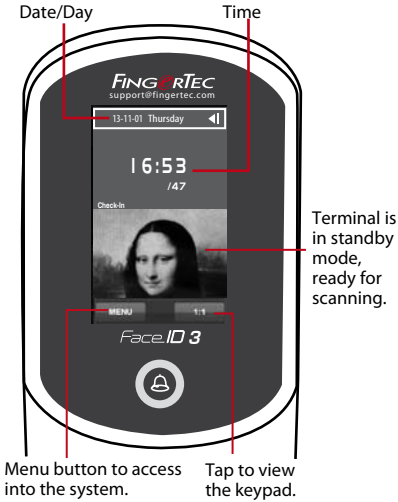 Date/Day
Time
FINGERTEC
support@fingertec.com
13-11-01 Thursday
16:53
/47
Check-In
Terminal is
in standby
mode,
ready for
scanning.
MENU
1:1
Face ID 3
Menu button to access
into the system.
Tap to view
the keypad.